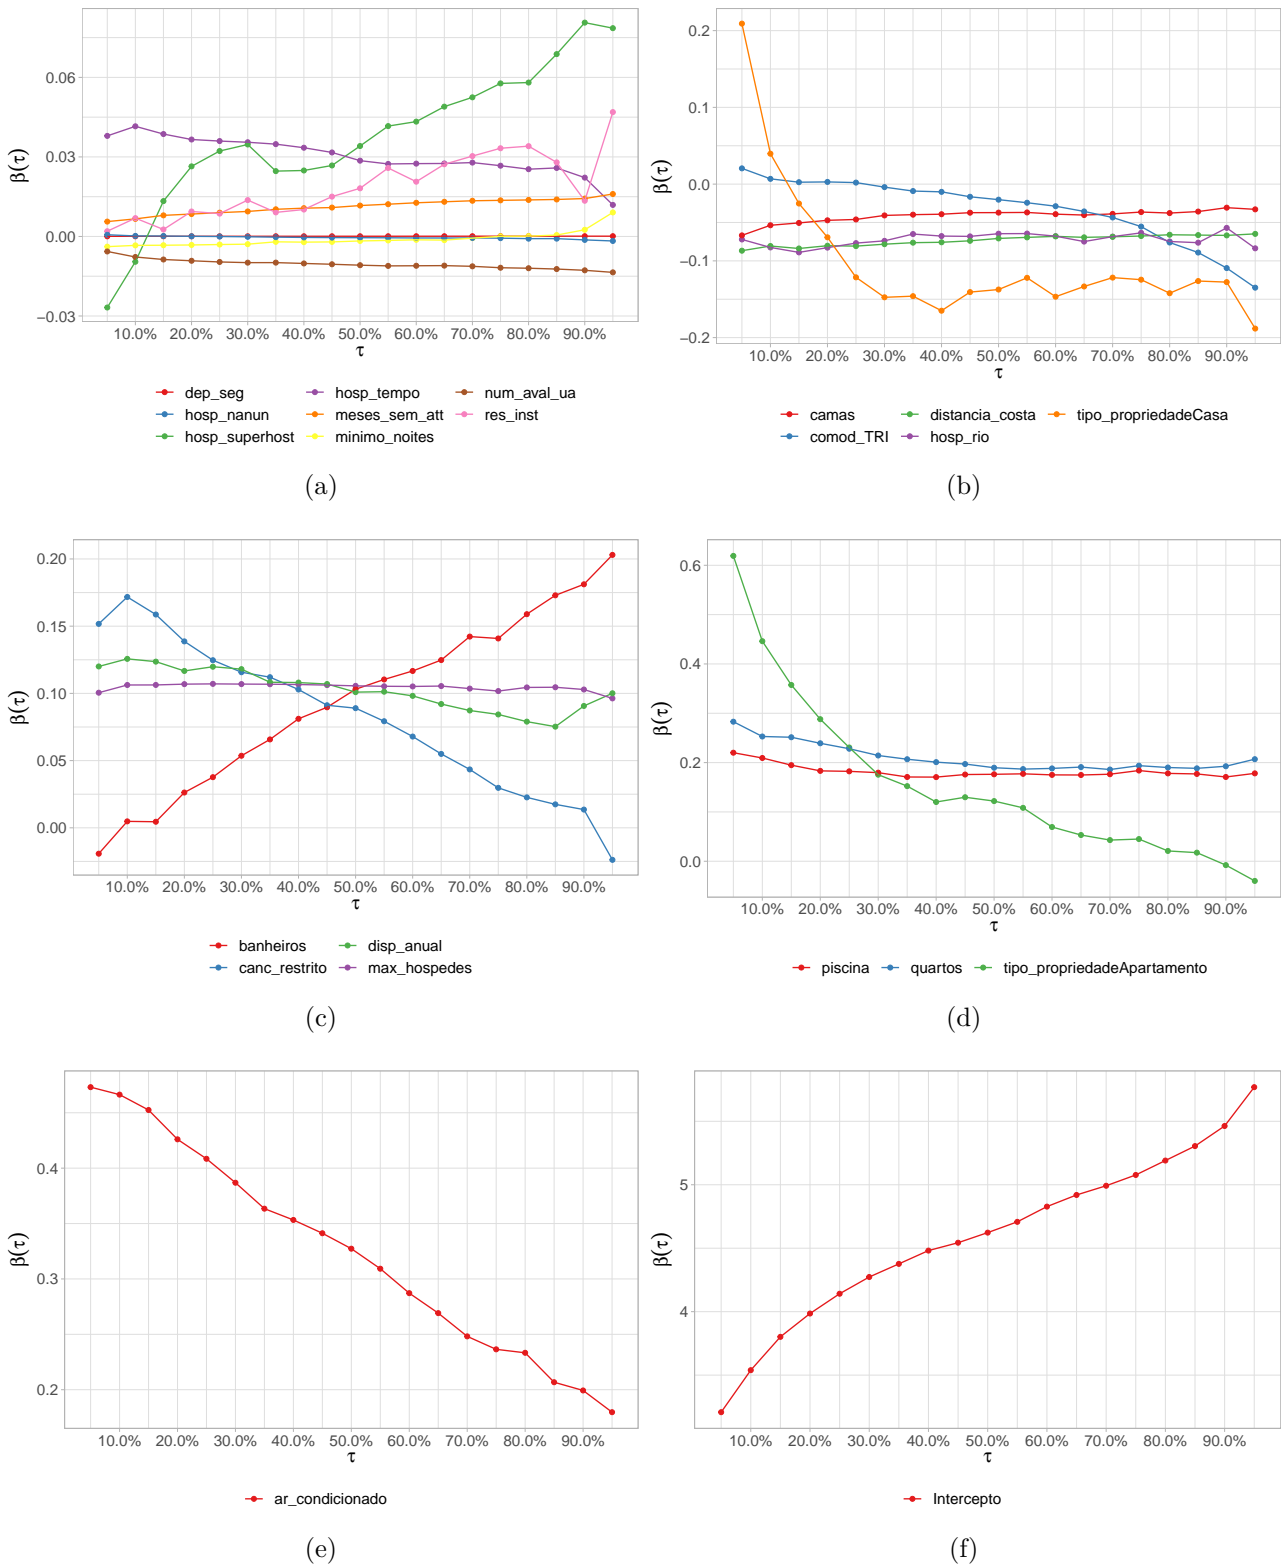 0.06
0.03
0.00
−0.03
β(τ)
10.0% 20.0% 30.0% 40.0% 50.0% 60.0% 70.0% 80.0% 90.0%
τ
dep_seg hosp_tempo num_aval_ua
hosp_nanun meses_sem_att res_inst
hosp_superhost minimo_noites
(a)
0.2
0.1
0.0
−0.1
−0.2
β(τ)
10.0% 20.0% 30.0% 40.0% 50.0% 60.0% 70.0% 80.0% 90.0%
τ
camas distancia_costa tipo_propriedadeCasa
comod_TRI hosp_rio
(b)
0.20
0.15
0.10
0.05
0.00
β(τ)
10.0% 20.0% 30.0% 40.0% 50.0% 60.0% 70.0% 80.0% 90.0%
τ
banheiros disp_anual
canc_restrito max_hospedes
(c)
0.6
0.4
0.2
0.0
β(τ)
10.0% 20.0% 30.0% 40.0% 50.0% 60.0% 70.0% 80.0% 90.0%
τ
piscina quartos tipo_propriedadeApartamento
(d)
0.4
0.3
0.2
β(τ)
10.0% 20.0% 30.0% 40.0% 50.0% 60.0% 70.0% 80.0% 90.0%
τ
ar_condicionado
(e)
5
4
β(τ)
10.0% 20.0% 30.0% 40.0% 50.0% 60.0% 70.0% 80.0% 90.0%
τ
Intercepto
(f)